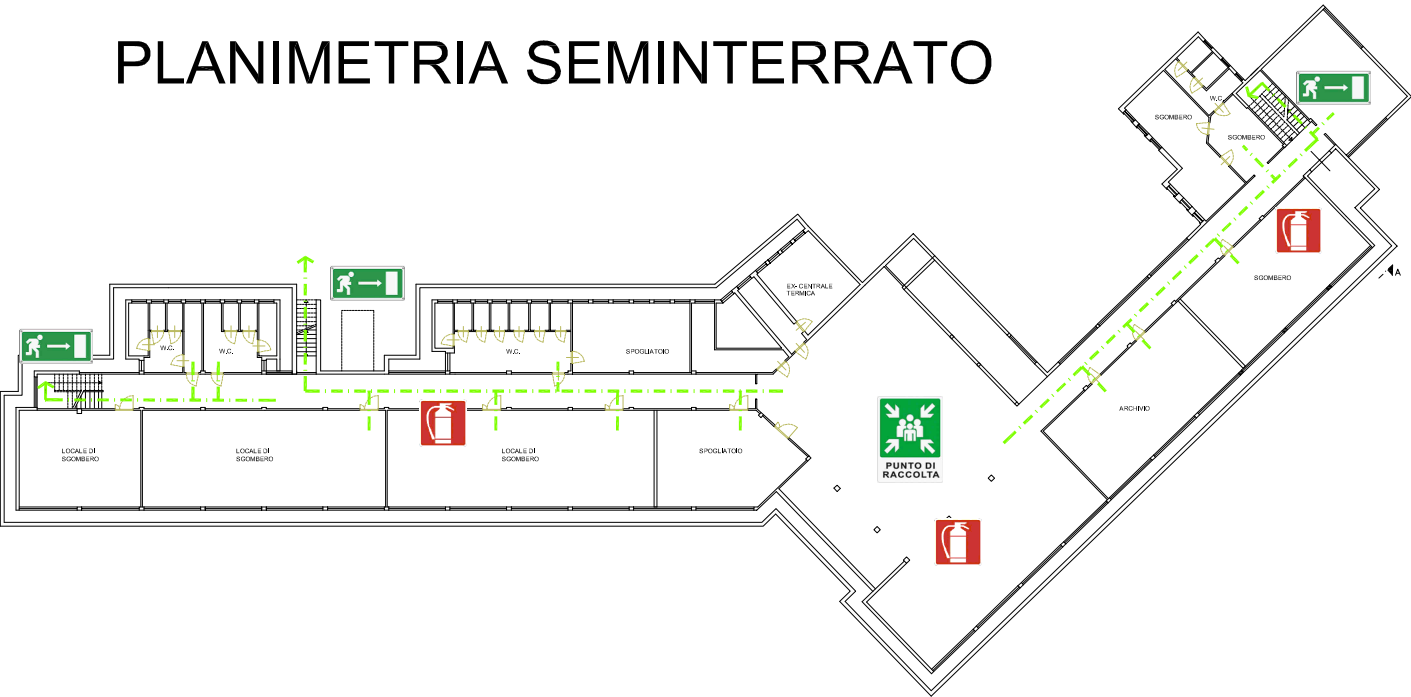 PLANIMETRIA SEMINTERRATO
W.C.
SGOMBERO
SGOMBERO
SGOMBERO
A
EX- CENTRALE
TERMICA
W.C.
W.C.
W.C.
SPOGLIATOIO
ARCHIVIO
LOCALE DI
SGOMBERO
LOCALE DI
SGOMBERO
LOCALE DI
SGOMBERO
SPOGLIATOIO
PUNTO DI
RACCOLTA